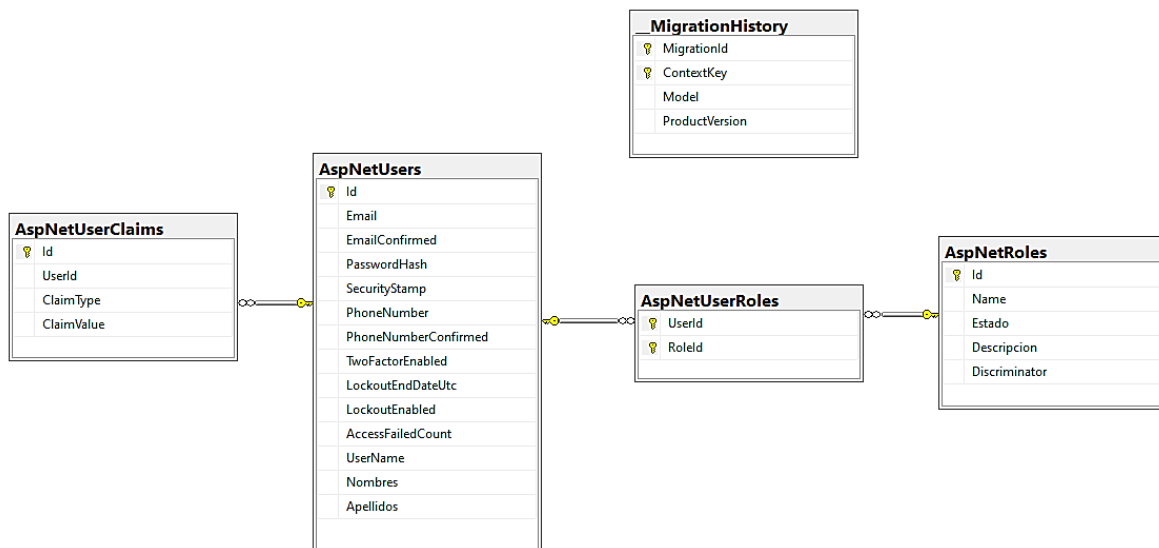 __MigrationHistory
MigrationId
ContextKey
Model
ProductVersion
AspNetUsers
Id
Email
EmailConfirmed
PasswordHash
SecurityStamp
PhoneNumber
PhoneNumberConfirmed
TwoFactorEnabled
LockoutEndDateUtc
LockoutEnabled
AccessFailedCount
UserName
Nombres
Apellidos
AspNetUserClaims
Id
UserId
ClaimType
ClaimValue
AspNetUserRoles
UserId
RoleId
AspNetRoles
Id
Name
Estado
Descripcion
Discriminator